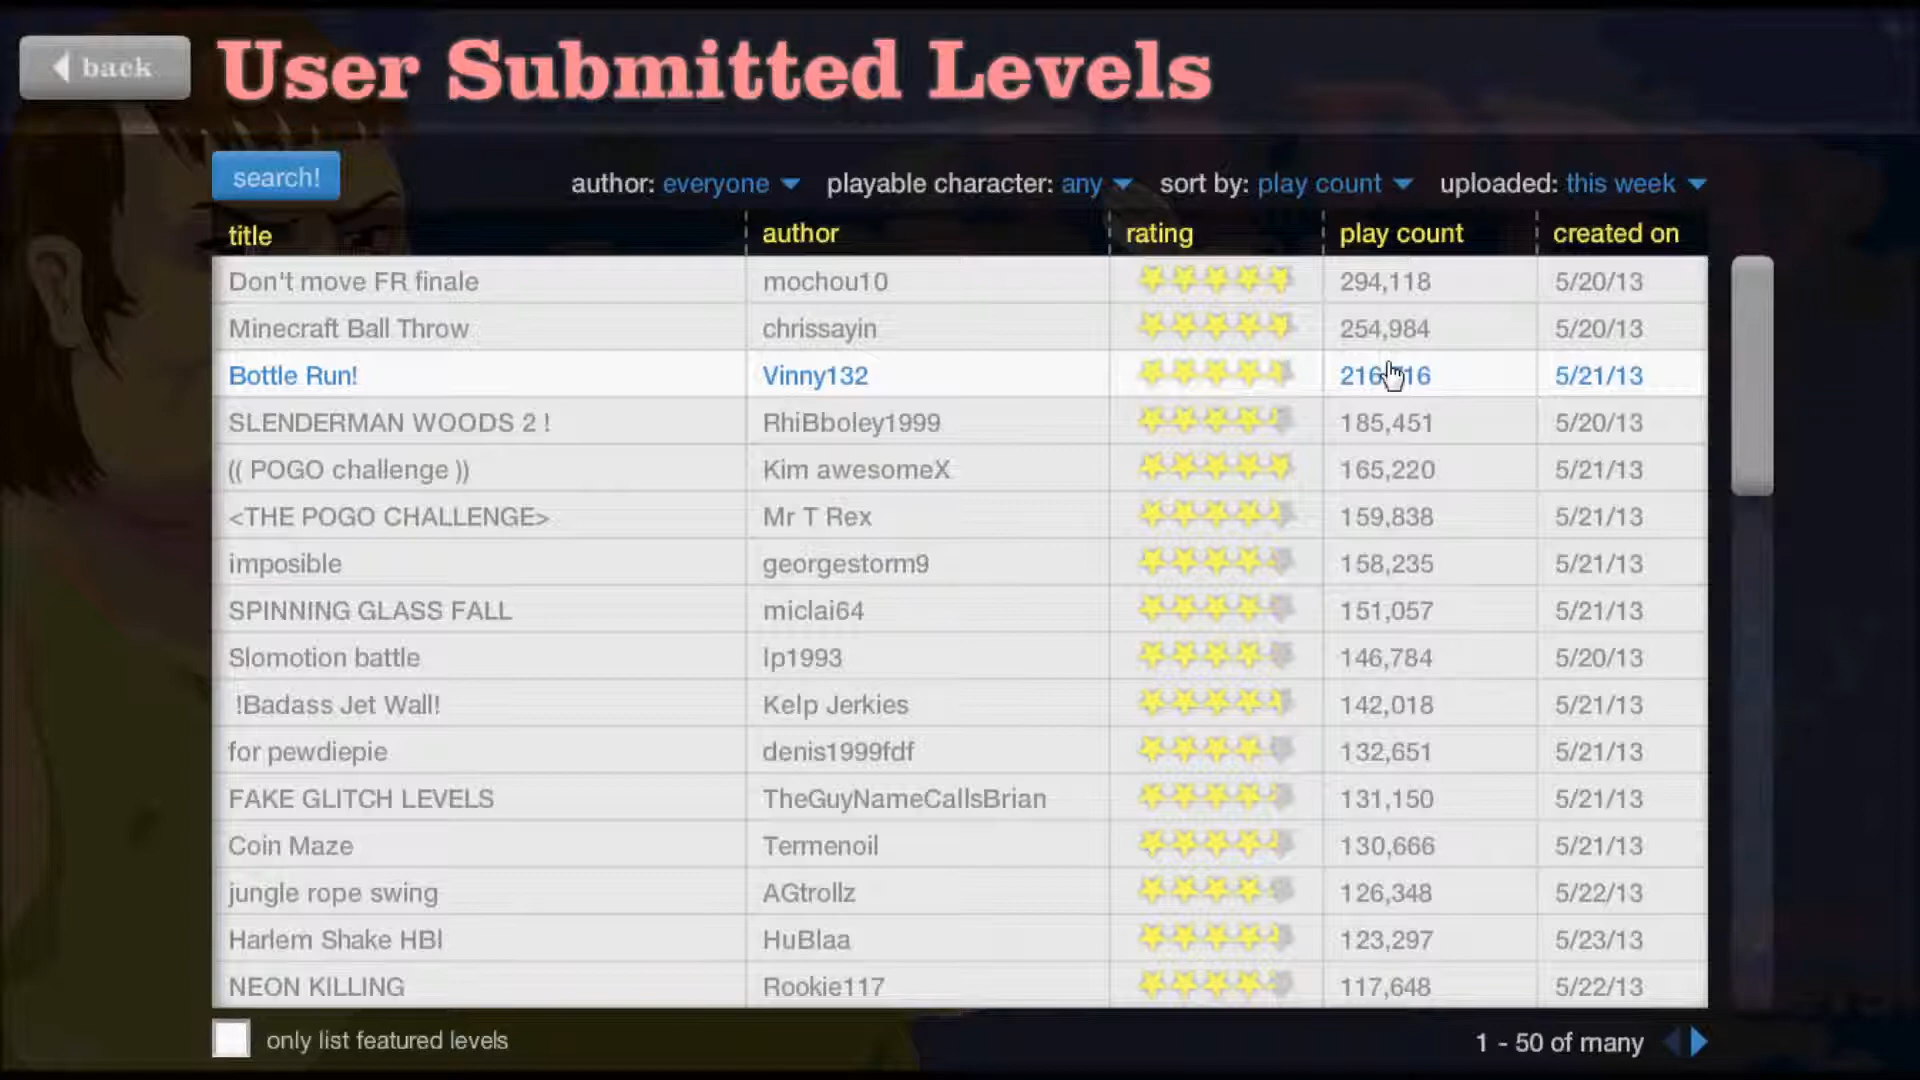 back
User Submitted Levels
search!
author: everyone playable character: any sort by: play count uploaded: this week
title author rating play count created on
Don't move FR finale mochou10 294,118 5/20/13
Minecraft Ball Throw chrissayin 254,984 5/20/13
Bottle Run! Vinny132 5/21/13
SLENDERMAN WOODS 2 ! RhiBboley1999 185,451 5/20/13
(( POGO challenge )) Kim awesomeX 165,220 5/21/13
<THE POGO CHALLENGE> Mr T Rex 159,838 5/21/13
imposible georgestorm9 158,235 5/21/13
SPINNING GLASS FALL miclai64 151,057 5/21/13
Slomotion battle lp1993 146,784 5/20/13
!Badass Jet Wall! Kelp Jerkies 142,018 5/21/13
for pewdiepie denis1999fdf 132,651 5/21/13
FAKE GLITCH LEVELS TheGuyNameCallsBrian 131,150 5/21/13
Coin Maze Termenoil 130,666 5/21/13
jungle rope swing AGtrollz 126,348 5/22/13
Harlem Shake HBl HuBlaa 123,297 5/23/13
NEON KILLING Rookie117 117,648 5/22/13
only list featured levels
1 - 50 of many